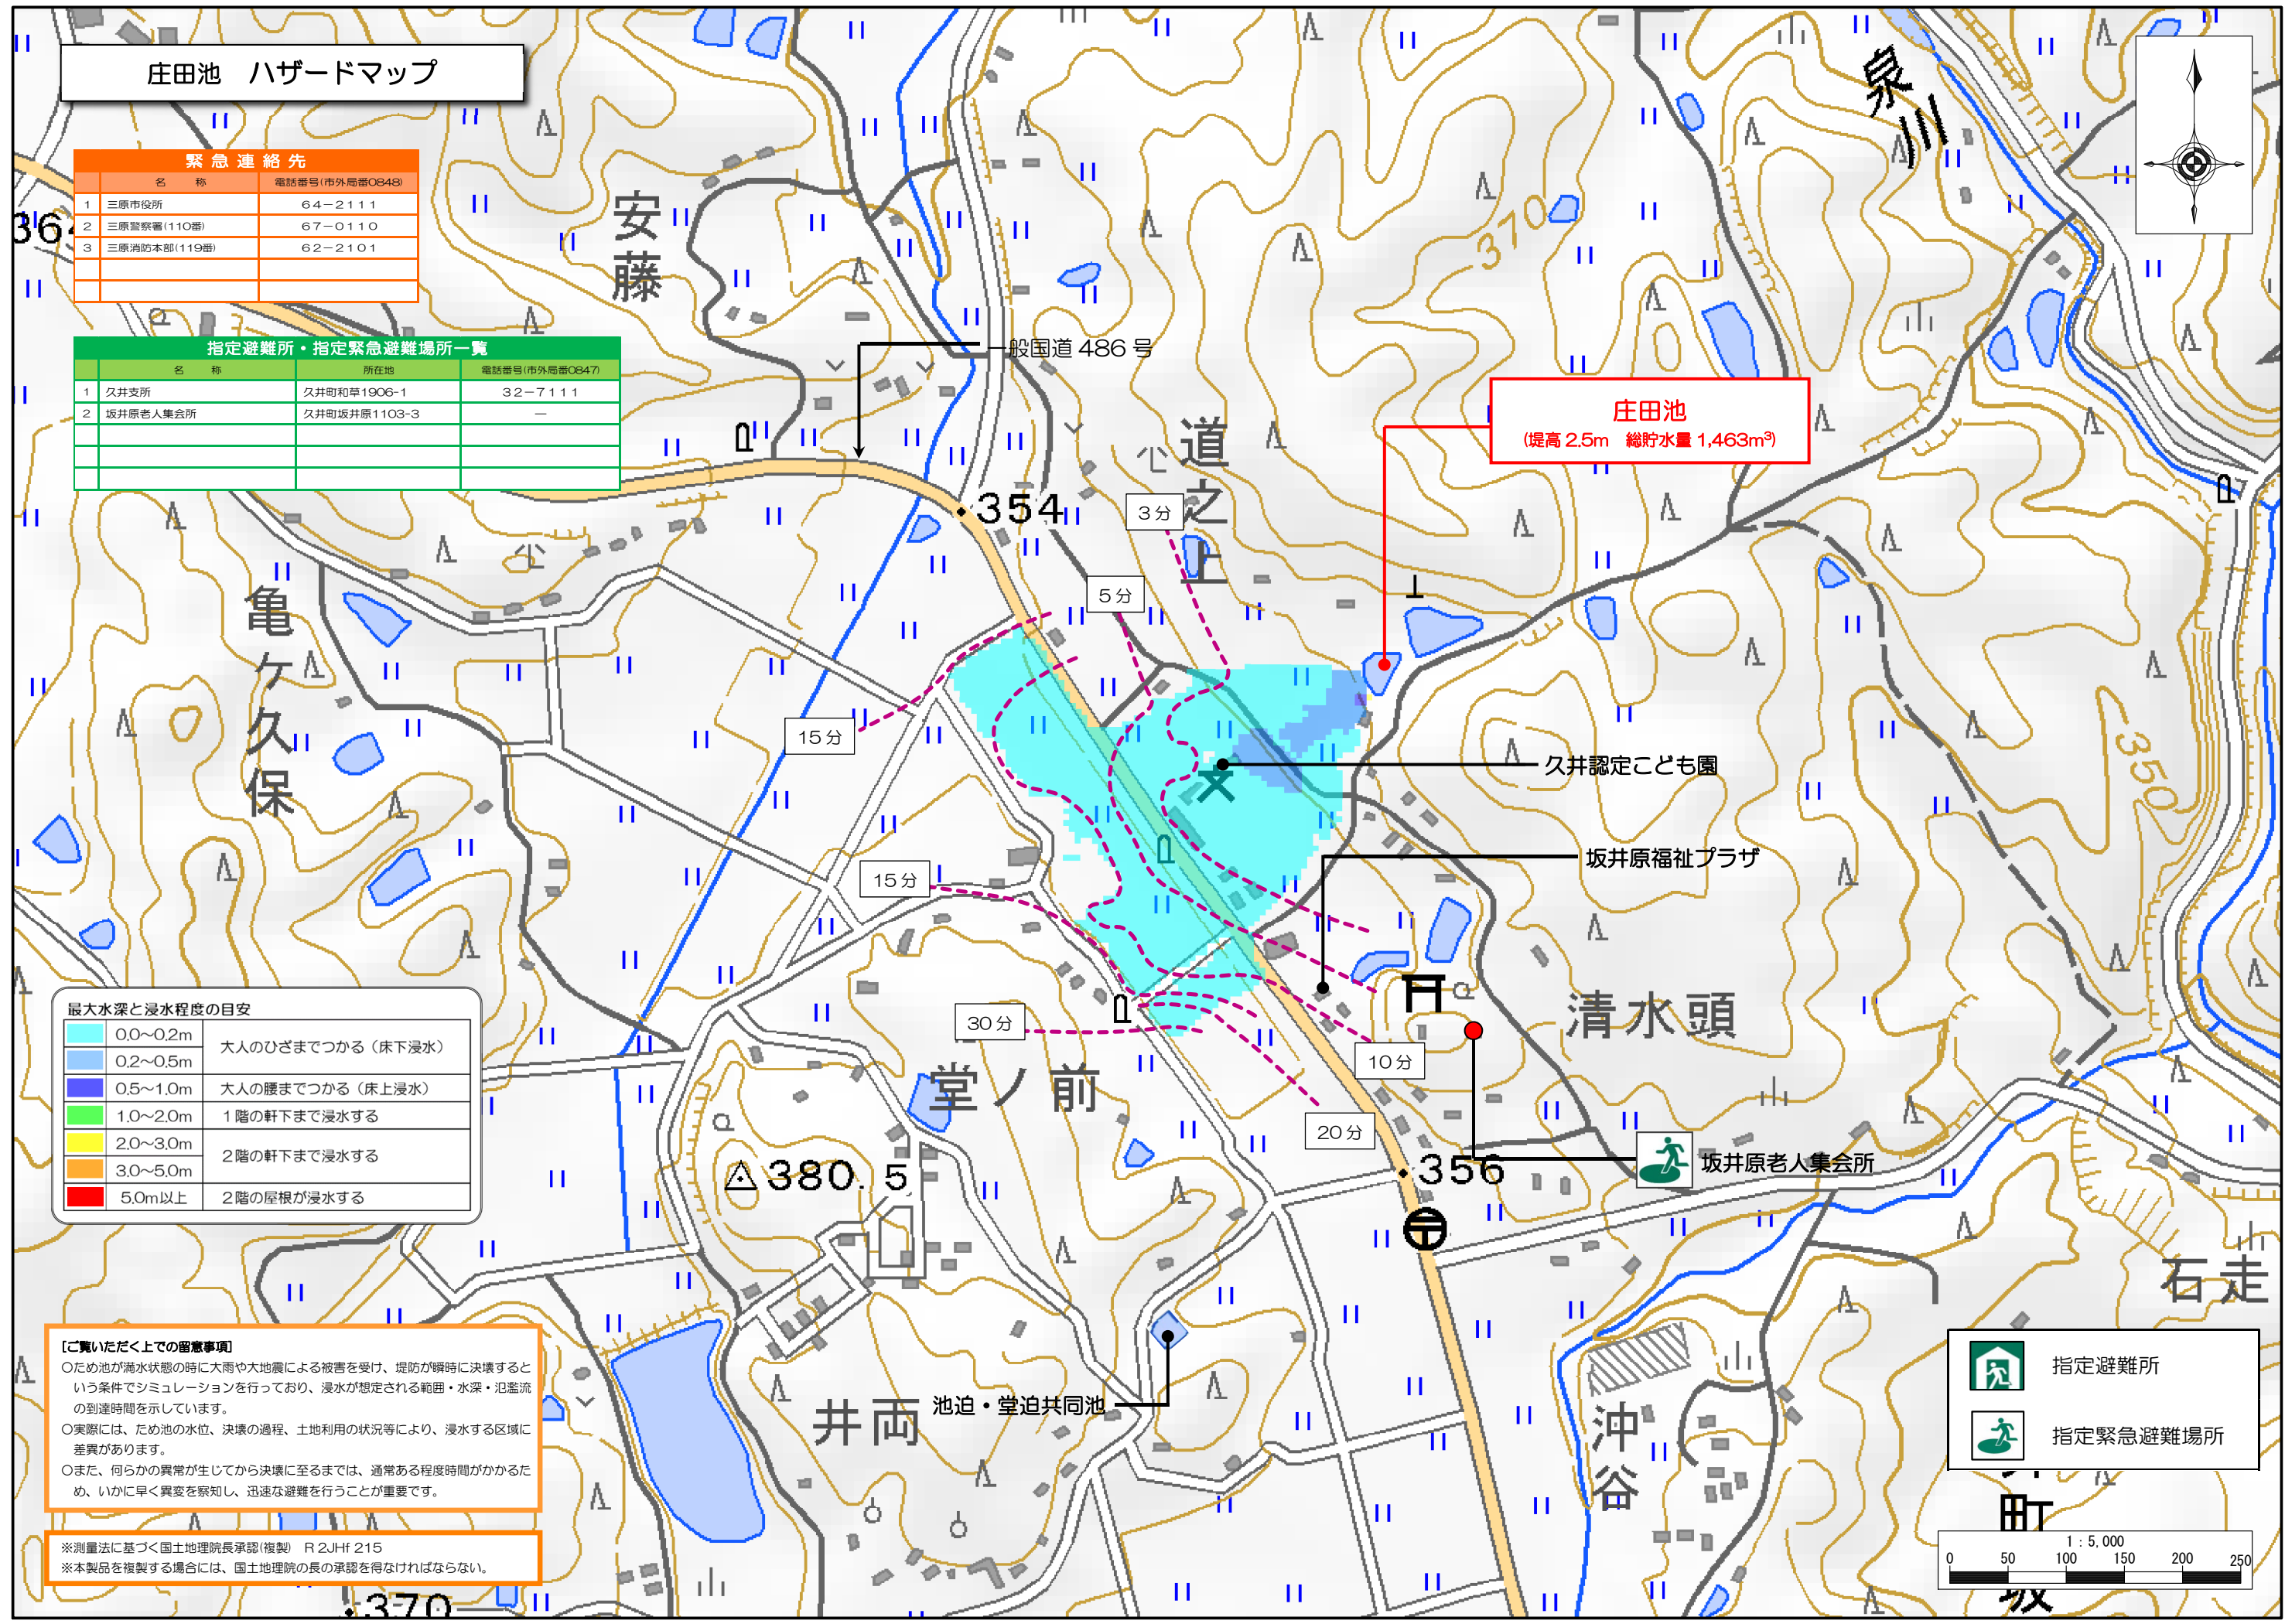 庄田池　ハザードマップ
緊急連絡先
名　称　電話番号(市外局番0848)
1　三原市役所　64-2111
2　三原警察署(110番)　67-0110
3　三原消防本部(119番)　62-2101
指定避難所・指定緊急避難場所一覧
名　称　所在地　電話番号(市外局番0847)
1　久井支所　久井町和草1906-1　32-7111
2　坂井原老人集会所　久井町坂井原1103-3　―
安藤
泉川
370
一般国道 486 号
道之上
庄田池
(堤高 2.5m　総貯水量 1,463m³)
354
3 分
5 分
亀ヶ久保
15 分
久井認定こども園
350
坂井原福祉プラザ
15 分
清水頭
30 分
10 分
堂ノ前
20 分
380.5
356
坂井原老人集会所
石走
最大水深と浸水程度の目安
0.0～0.2m
大人のひざまでつかる（床下浸水）
0.2～0.5m
0.5～1.0m　大人の腰までつかる（床上浸水）
1.0～2.0m　1階の軒下まで浸水する
2.0～3.0m
2階の軒下まで浸水する
3.0～5.0m
5.0m以上　2階の屋根が浸水する
池迫・堂迫共同池
井両
沖谷
[ご覧いただく上での留意事項]
○ため池が満水状態の時に大雨や大地震による被害を受け、堤防が瞬時に決壊すると
いう条件でシミュレーションを行っており、浸水が想定される範囲・水深・氾濫流
の到達時間を示しています。
○実際には、ため池の水位、決壊の過程、土地利用の状況等により、浸水する区域に
差異があります。
○また、何らかの異常が生じてから決壊に至るまでは、通常ある程度時間がかかるた
め、いかに早く異変を察知し、迅速な避難を行うことが重要です。
※測量法に基づく国土地理院長承認(複製)　R 2JHf 215
※本製品を複製する場合には、国土地理院の長の承認を得なければならない。
370
指定避難所
指定緊急避難場所
町
1 : 5,000
0　50　100　150　200　250